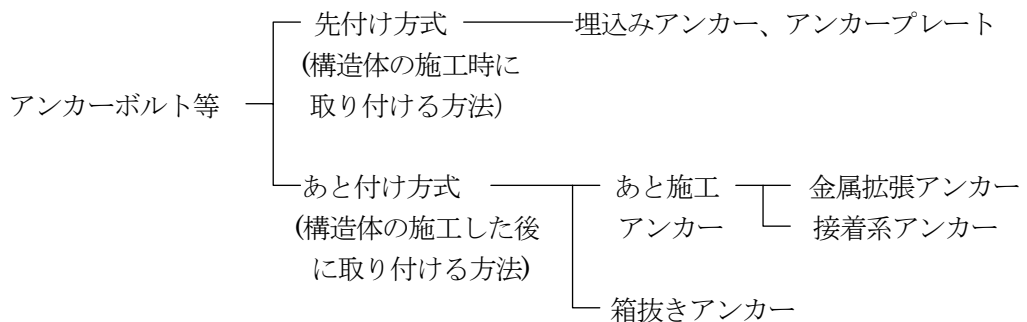 先付け方式
埋込みアンカー、アンカープレート
(構造体の施工時に
取り付ける方法)
アンカーボルト等
あと付け方式
(構造体の施工した後
に取り付ける方法)
あと施工
アンカー
金属拡張アンカー
接着系アンカー
箱抜きアンカー